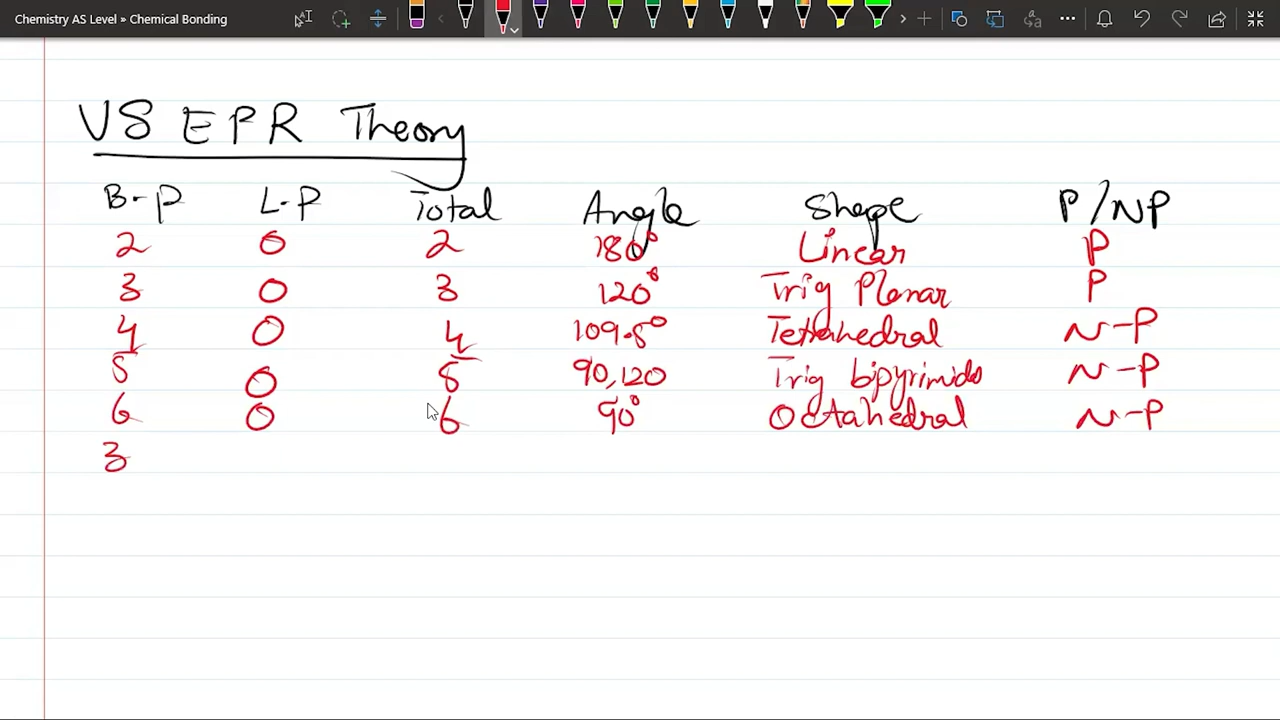 Chemistry AS Level » Chemical Bonding
VSEPR Theory
B-P L-P Total Angle Shape P/NP
2 0 2 180° Linear P
3 0 3 120° Trig Planar P
4 0 4 109.5° Tetrahedral N-P
5 0 5 90,120 Trig bipyrimids N-P
6 0 6 90° Octahedral N-P
3